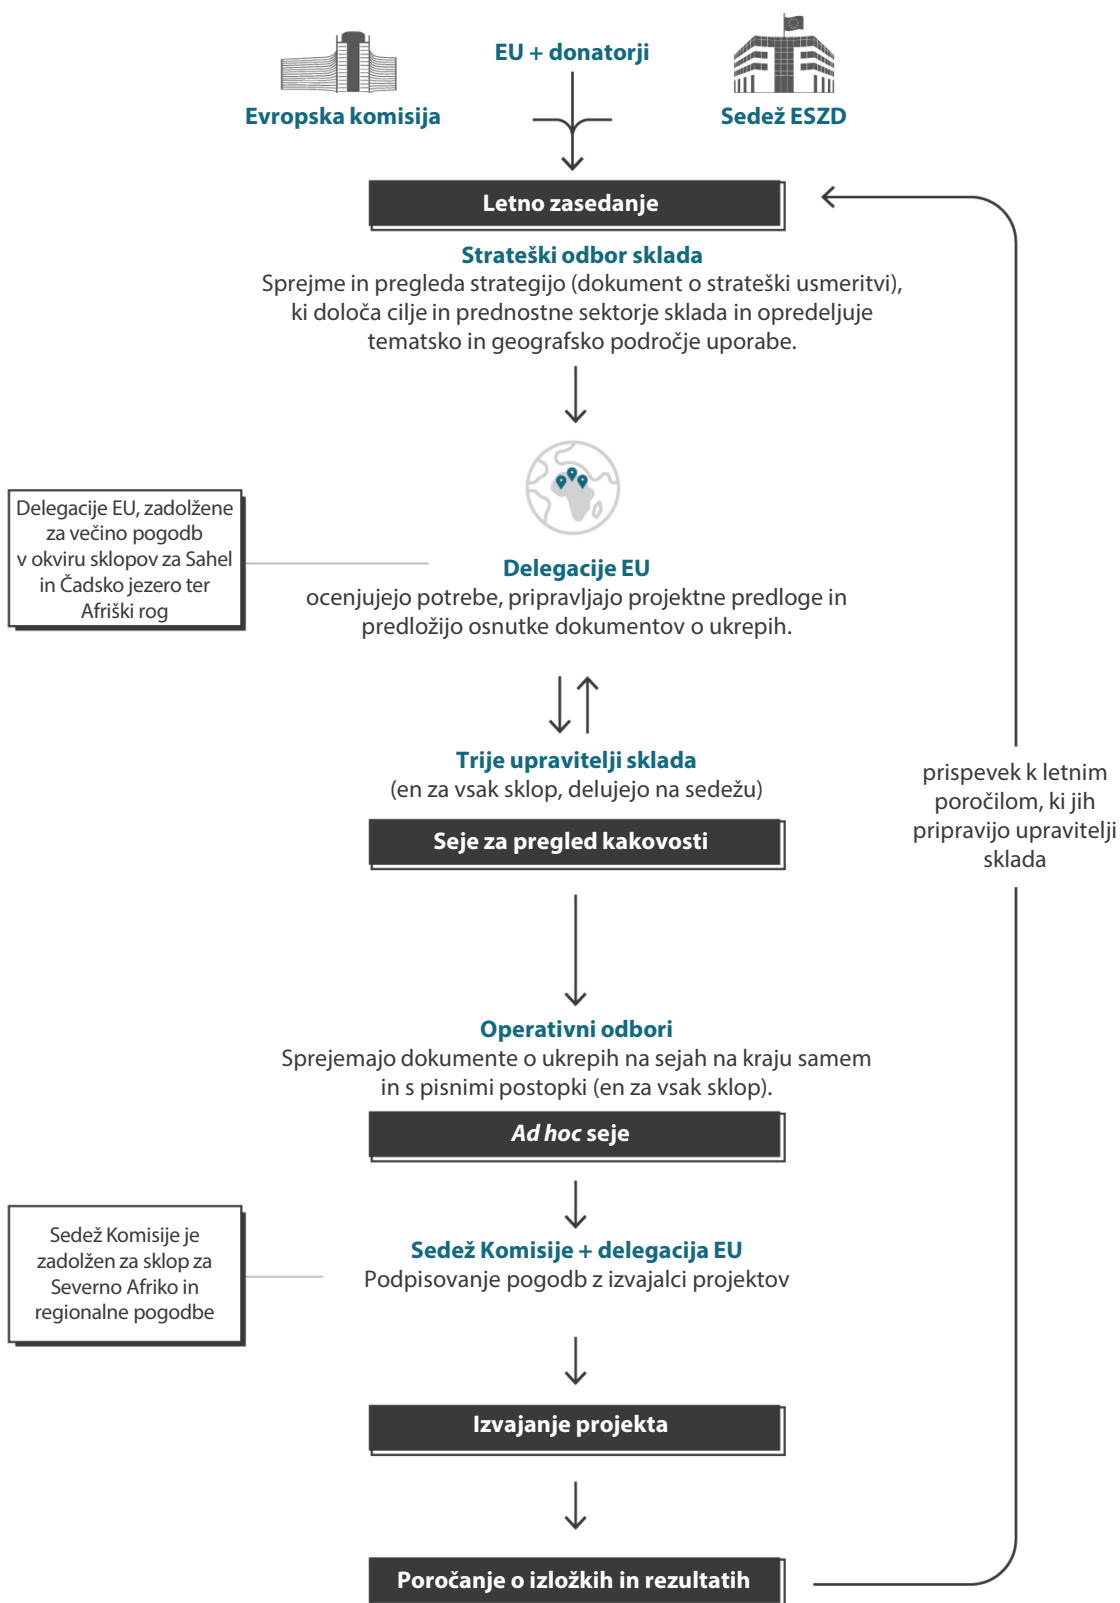 EU + donatorji
Evropska komisija
Sedež ESZD
Letno zasedanje
Strateški odbor sklada
Sprejme in pregleda strategijo (dokument o strateški usmeritvi),
ki določa cilje in prednostne sektorje sklada in opredeljuje
tematsko in geografsko področje uporabe.
Delegacije EU, zadolžene
za večino pogodb
v okviru sklopov za Sahel
in Čadsko jezero ter
Afriški rog
Delegacije EU
ocenjujejo potrebe, pripravljajo projektne predloge in
predložijo osnutke dokumentov o ukrepih.
Trije upravitelji sklada
(en za vsak sklop, delujejo na sedežu)
Seje za pregled kakovosti
prispevek k letnim
poročilom, ki jih
pripravijo upravitelji
sklada
Operativni odbori
Sprejemajo dokumente o ukrepih na sejah na kraju samem
in s pisnimi postopki (en za vsak sklop).
Ad hoc seje
Sedež Komisije je
zadolžen za sklop za
Severno Afriko in
regionalne pogodbe
Sedež Komisije + delegacija EU
Podpisovanje pogodb z izvajalci projektov
Izvajanje projekta
Poročanje o izložkih in rezultatih